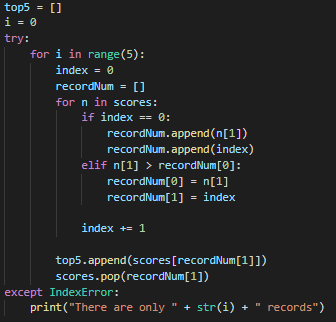 top5 = []
i = 0
try:
    for i in range(5):
        index = 0
        recordNum = []
        for n in scores:
            if index == 0:
                recordNum.append(n[1])
                recordNum.append(index)
            elif n[1] > recordNum[0]:
                recordNum[0] = n[1]
                recordNum[1] = index

            index += 1

        top5.append(scores[recordNum[1]])
        scores.pop(recordNum[1])
except IndexError:
    print("There are only " + str(i) + " records")